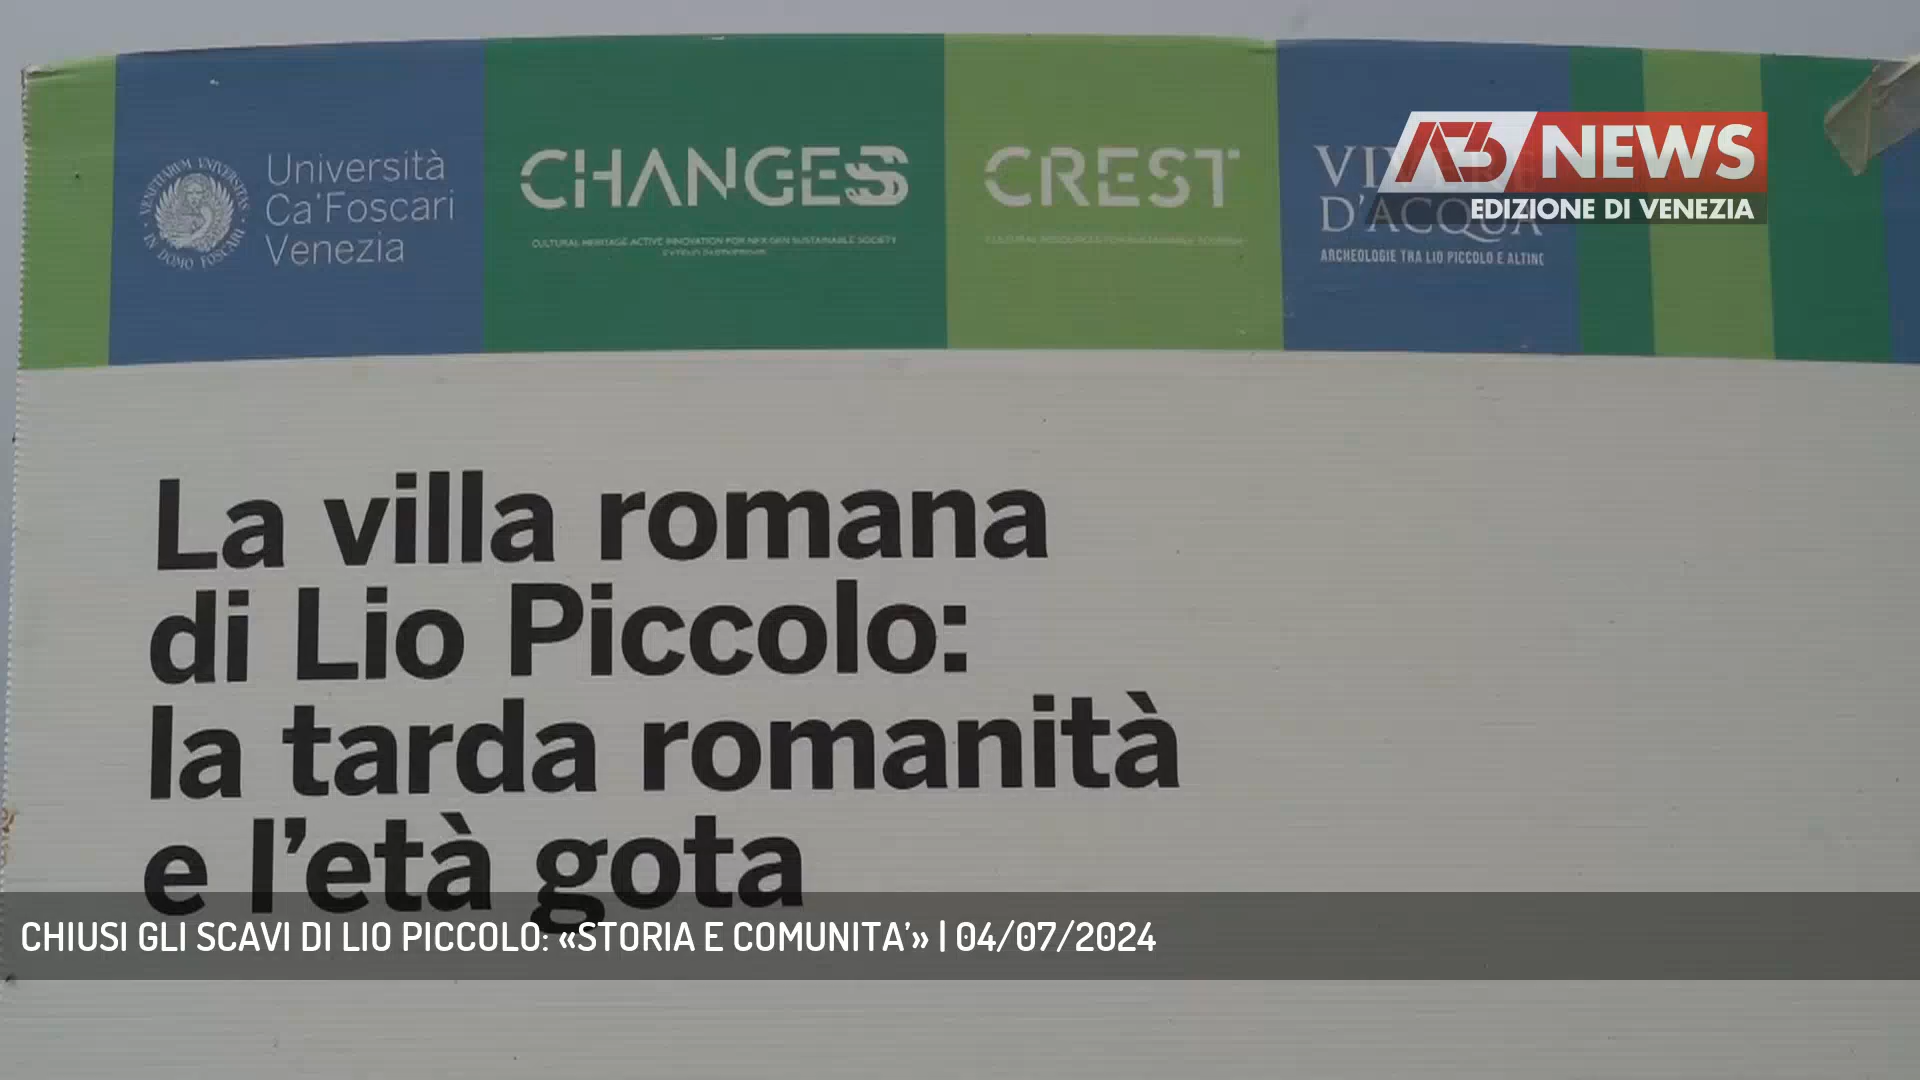 Università
Ca'Foscari
Venezia
CHANGES
CREST
A3 NEWS
EDIZIONE DI VENEZIA
D'ACQUA
ARCHEOLOGIE TRA LIO PICCOLO E ALTINO
La villa romana
di Lio Piccolo:
la tarda romanità
e l'età gota
CHIUSI GLI SCAVI DI LIO PICCOLO: «STORIA E COMUNITA'» | 04/07/2024